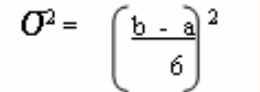 σ² = ( b - a ) ²
6